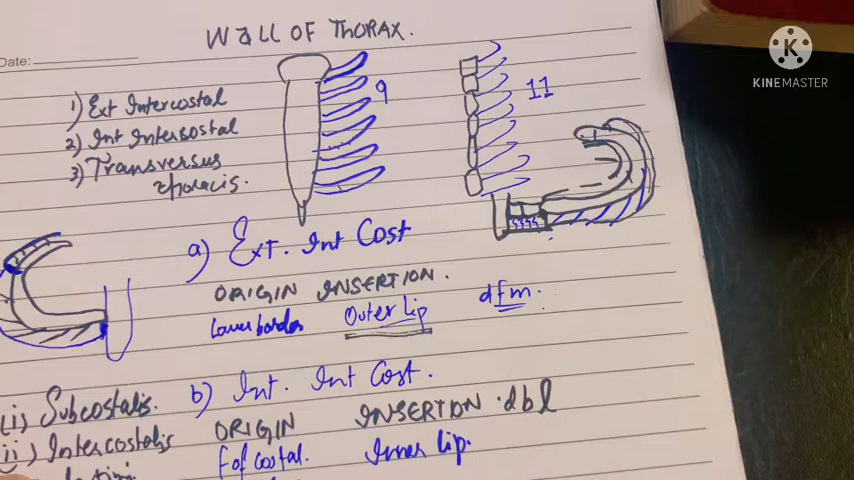 WALL OF THORAX.
Date:
K
KINEMASTER
1) Ext Intercostal
9
11
2) Int Intersostal
3) Transversus
thoracis.
a) Ext. Int Cost
ORIGIN INSERTION.
Lower border Outer Lip dfm.
b) Int. Int Cost.
(i) Subcostalis.
ORIGIN INSERTION .dbl
(ii) Intercostalis
F of costal. Inner lip.